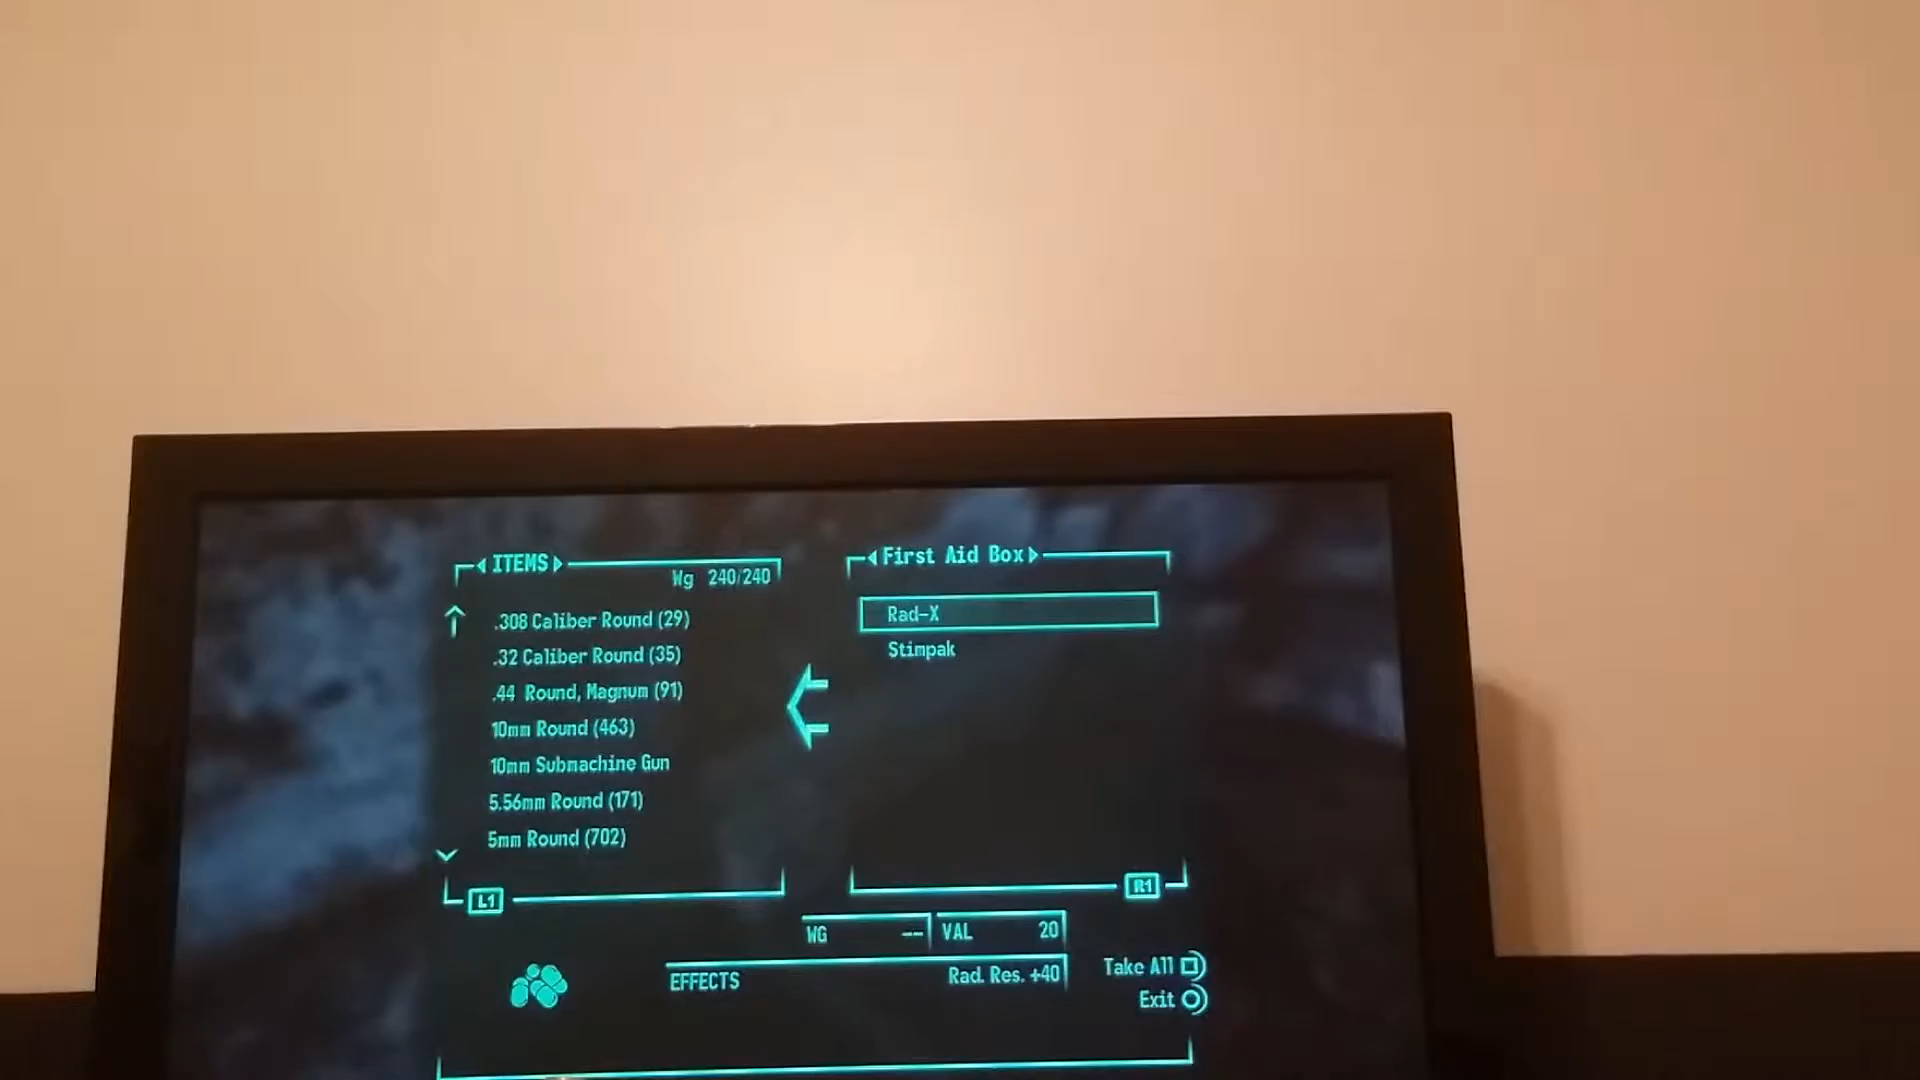 ITEMS
Wg 240/240
.308 Caliber Round (29)
.32 Caliber Round (35)
.44 Round, Magnum (91)
10mm Round (463)
10mm Submachine Gun
5.56mm Round (171)
5mm Round (702)
L1
First Aid Box
Rad-X
Stimpak
R1
WG --
VAL 20
EFFECTS Rad. Res. +40
Take All
Exit